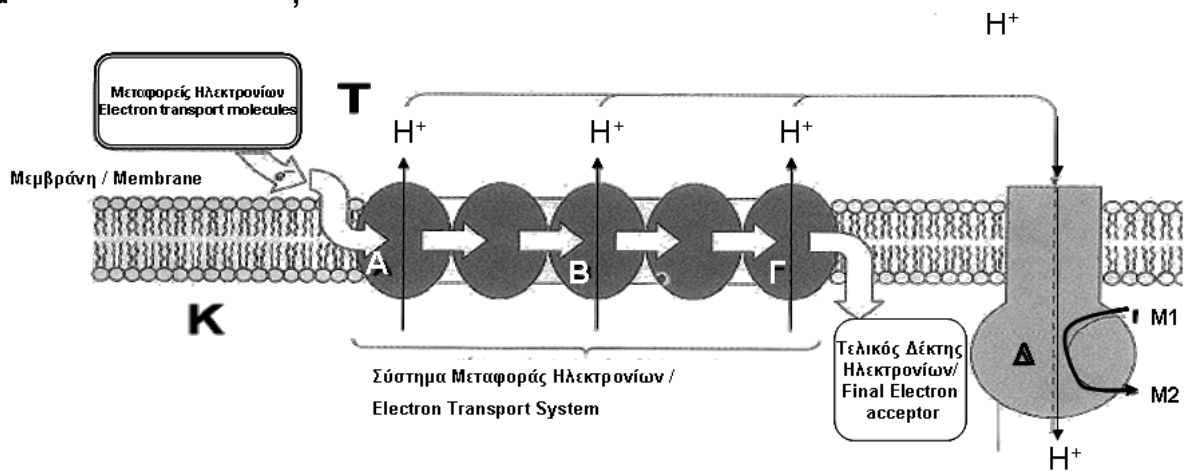 H⁺
Μεταφορείς Ηλεκτρονίων
Electron transport molecules
T
H⁺
H⁺
H⁺
e⁻
Μεμβράνη / Membrane
Α
Β
Γ
K
Σύστημα Μεταφοράς Ηλεκτρονίων /
Electron Transport System
Τελικός Δέκτης
Ηλεκτρονίων/
Final Electron
acceptor
Δ
M1
M2
H⁺